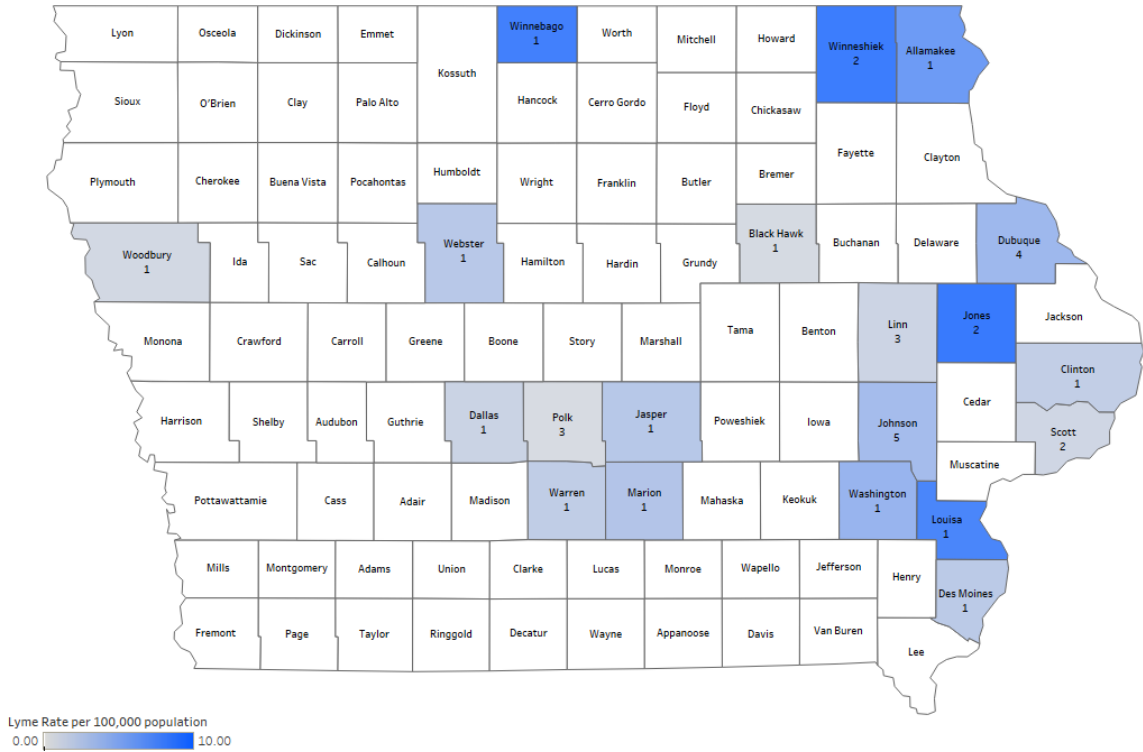 Lyon
Osceola
Dickinson
Emmet
Kossuth
Winnebago
1
Worth
Mitchell
Howard
Winneshiek
2
Allamakee
1
Sioux
O'Brien
Clay
Palo Alto
Hancock
Cerro Gordo
Floyd
Chickasaw
Fayette
Clayton
Plymouth
Cherokee
Buena Vista
Pocahontas
Humboldt
Wright
Franklin
Butler
Bremer
Woodbury
1
Ida
Sac
Calhoun
Webster
1
Hamilton
Hardin
Grundy
Black Hawk
1
Buchanan
Delaware
Dubuque
4
Monona
Crawford
Carroll
Greene
Boone
Story
Marshall
Tama
Benton
Linn
3
Jones
2
Jackson
Clinton
1
Harrison
Shelby
Audubon
Guthrie
Dallas
1
Polk
3
Jasper
1
Poweshiek
Iowa
Johnson
5
Cedar
Scott
2
Muscatine
Pottawattamie
Cass
Adair
Madison
Warren
1
Marion
1
Mahaska
Keokuk
Washington
1
Louisa
1
Mills
Montgomery
Adams
Union
Clarke
Lucas
Monroe
Wapello
Jefferson
Henry
Des Moines
1
Fremont
Page
Taylor
Ringgold
Decatur
Wayne
Appanoose
Davis
Van Buren
Lee
Lyme Rate per 100,000 population
0.00
10.00